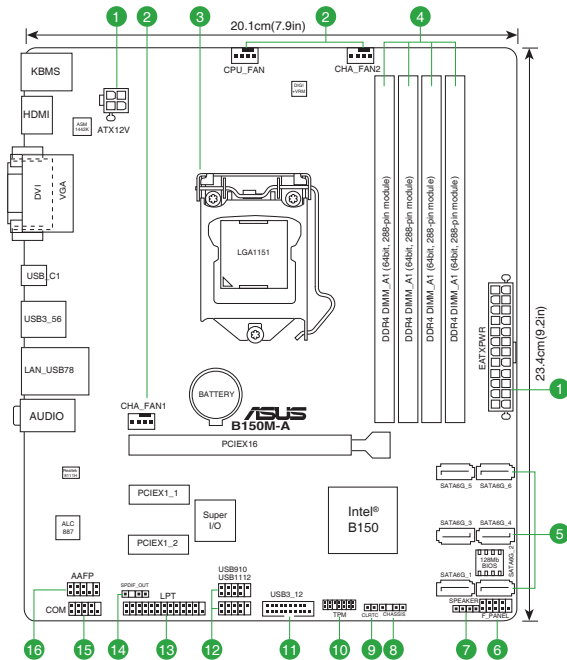 1
2
3
2
4
20.1cm(7.9in)
KBMS
CPU_FAN
CHA_FAN2
DIGI
+VRM
HDMI
ASM
1442K
ATX12V
DVI
VGA
LGA1151
DDR4 DIMM_A1 (64bit, 288-pin module)
DDR4 DIMM_A1 (64bit, 288-pin module)
DDR4 DIMM_A1 (64bit, 288-pin module)
DDR4 DIMM_A1 (64bit, 288-pin module)
USB_C1
USB3_56
LAN_USB78
AUDIO
EATXPWR
23.4cm(9.2in)
1
BATTERY
CHA_FAN1
ASUS
B150M-A
PCIEX16
Realtek
8111H
PCIEX1_1
PCIEX1_2
Super
I/O
Intel®
B150
ALC
887
SATA6G_5
SATA6G_6
SATA6G_3
SATA6G_4
5
128Mb
BIOS
SATA6G_2
SATA6G_1
AAFP
SPDIF_OUT
LPT
USB910
USB1112
USB3_12
COM
TPM
CLRTC
CHASSIS
SPEAKER
F_PANEL
16
15
14
13
12
11
10
9
8
7
6